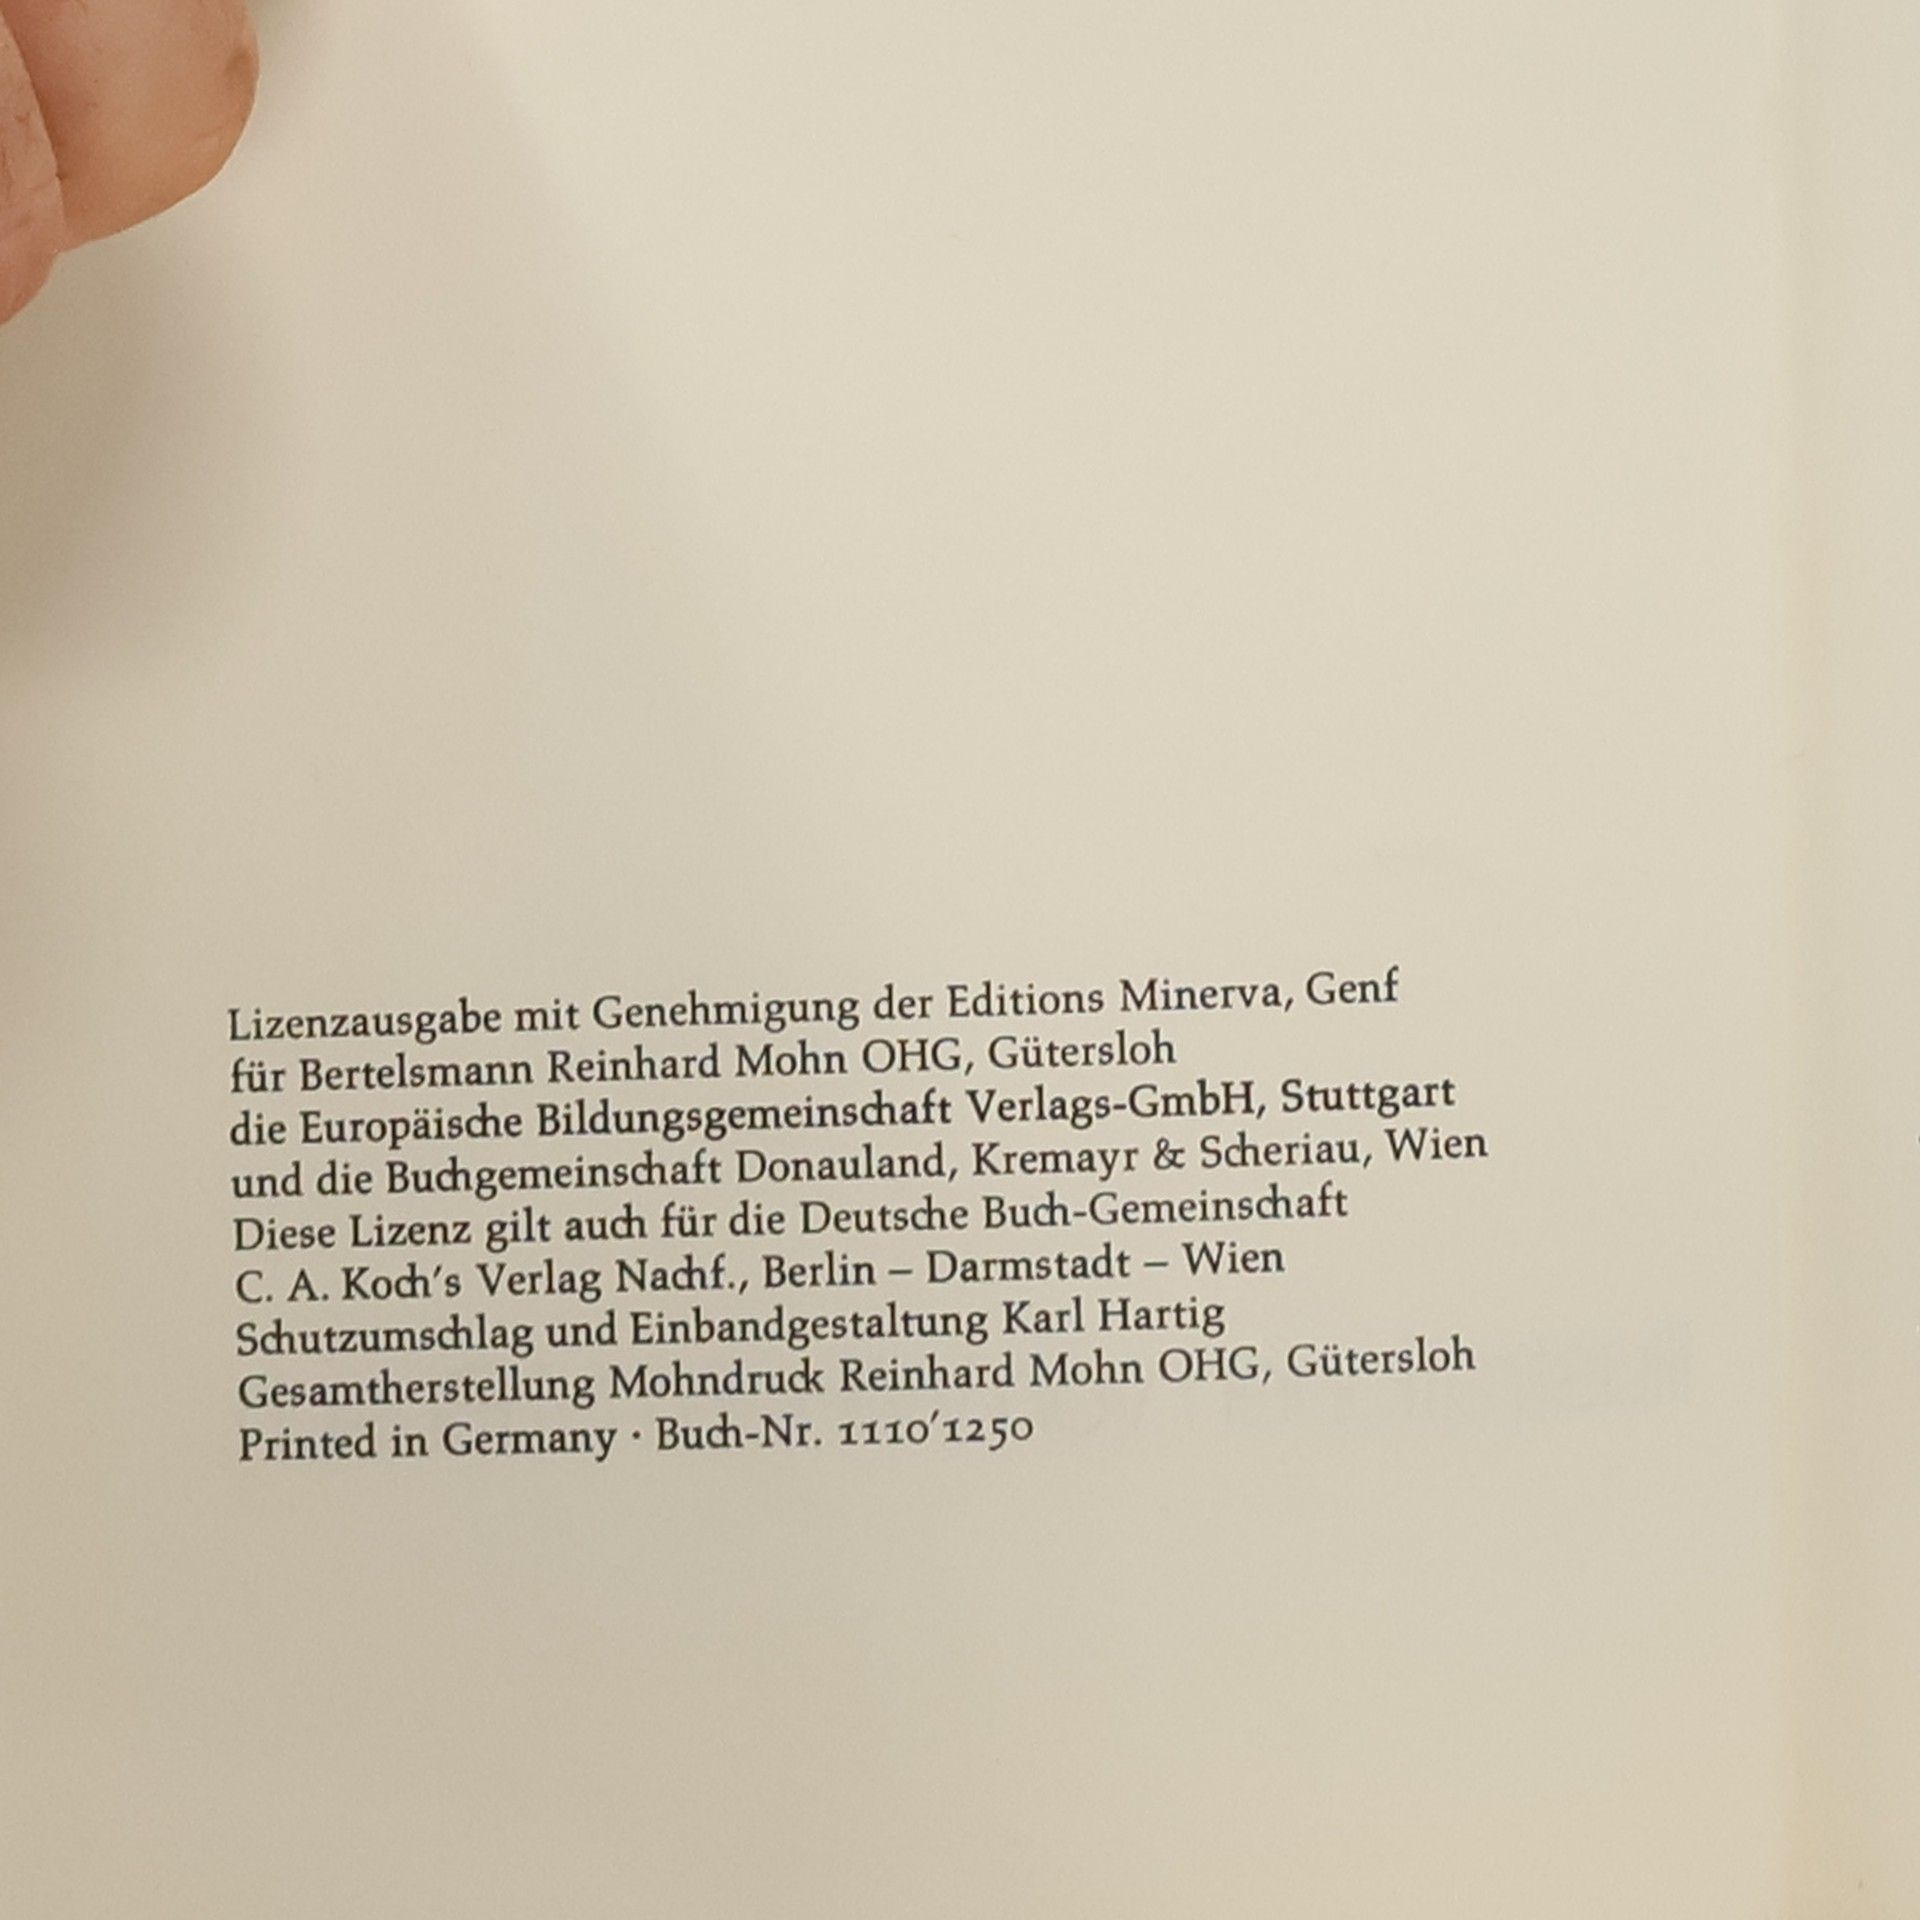 Lizenzausgabe mit Genehmigung der Editions Minerva, Genf
für Bertelsmann Reinhard Mohn OHG, Gütersloh
die Europäische Bildungsgemeinschaft Verlags-GmbH, Stuttgart
und die Buchgemeinschaft Donauland, Kremayr & Scheriau, Wien
Diese Lizenz gilt auch für die Deutsche Buch-Gemeinschaft
C. A. Koch's Verlag Nachf., Berlin – Darmstadt – Wien
Schutzumschlag und Einbandgestaltung Karl Hartig
Gesamtherstellung Mohndruck Reinhard Mohn OHG, Gütersloh
Printed in Germany · Buch-Nr. 1110′1250